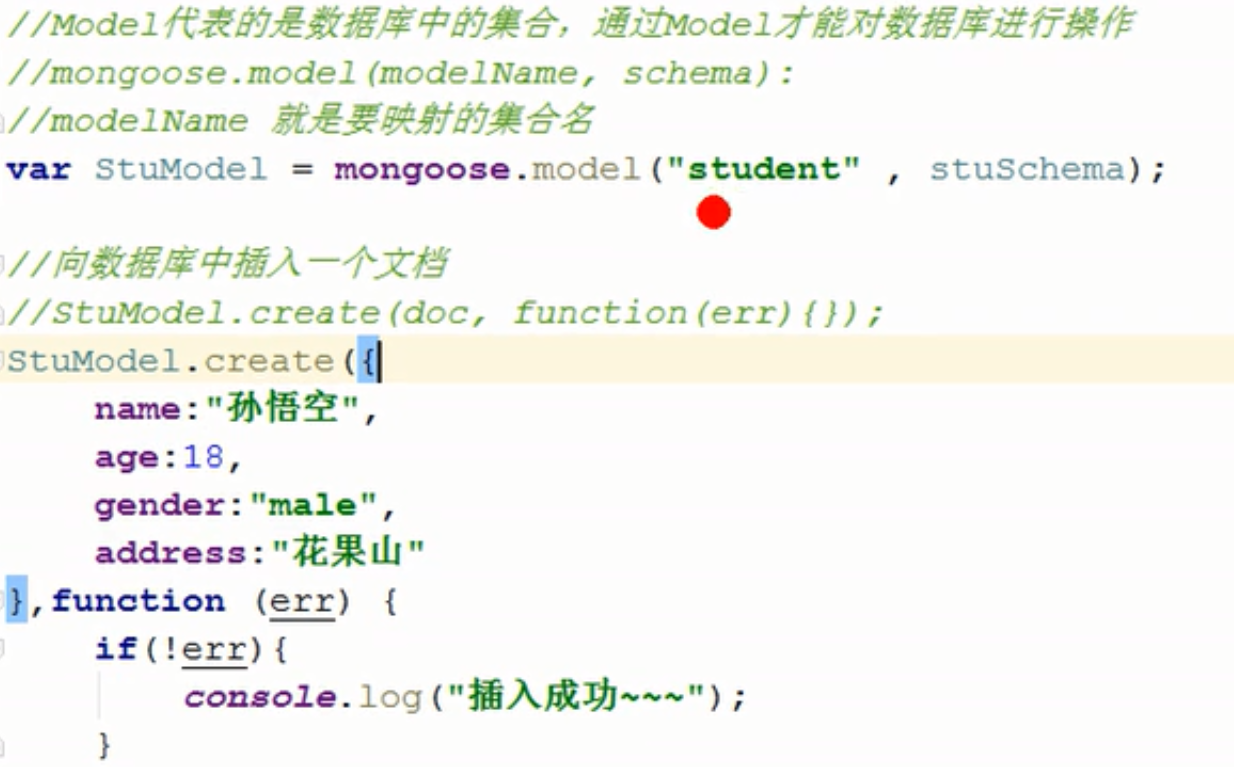 //Model代表的是数据库中的集合，通过Model才能对数据库进行操作
//mongoose.model(modelName, schema):
//modelName 就是要映射的集合名
var StuModel = mongoose.model("student" , stuSchema);
//向数据库中插入一个文档
//StuModel.create(doc, function(err){});
StuModel.create({
name:"孙悟空",
age:18,
gender:"male",
address:"花果山"
},function (err) {
if(!err){
console.log("插入成功~~~");
}